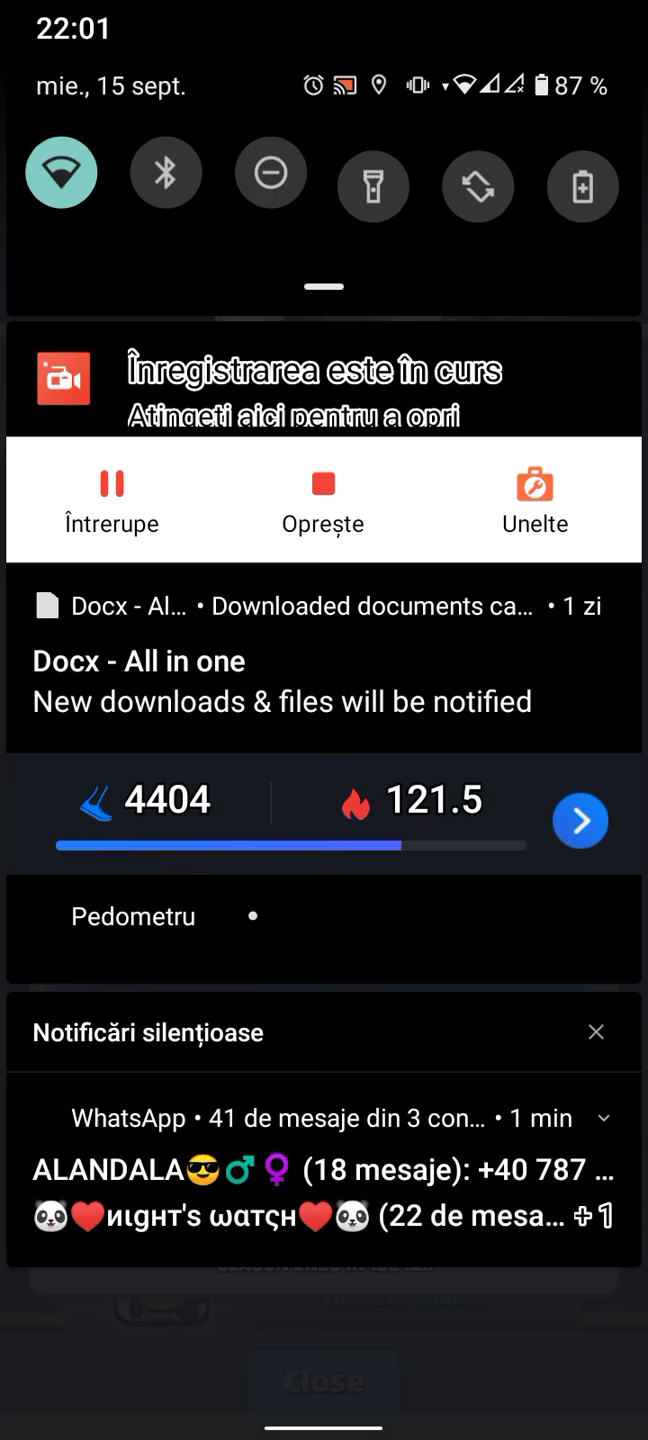 22:01
mie., 15 sept.
87 %
Înregistrarea este în curs
Atingeți aici pentru a opri
Întrerupe
Oprește
Unelte
Docx - Al… • Downloaded documents ca… • 1 zi
Docx - All in one
New downloads & files will be notified
4404
121.5
Pedometru •
Notificări silențioase
WhatsApp • 41 de mesaje din 3 con… • 1 min
ALANDALA😎♂️♀️ (18 mesaje): +40 787 …
🐼♥️иιgнт's ωαтçн♥️🐼 (22 de mesa… +1
Close